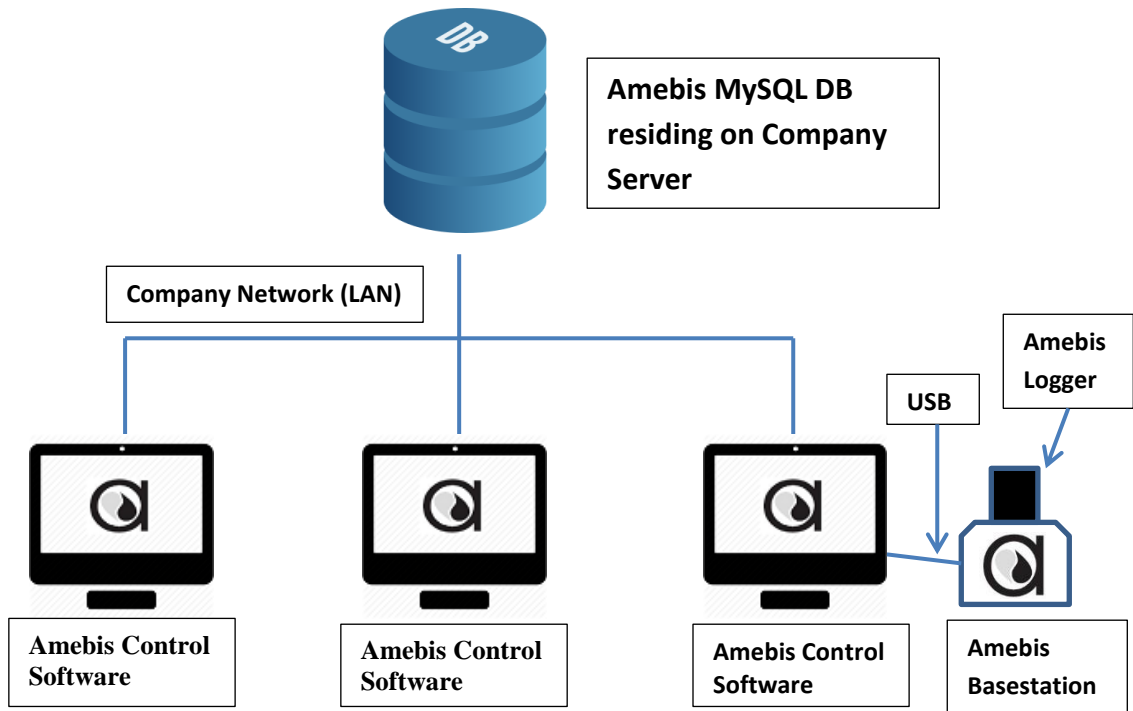 DB
Amebis MySQL DB
residing on Company
Server
Company Network (LAN)
Amebis
Logger
USB
Amebis Control
Software
Amebis Control
Software
Amebis Control
Software
Amebis
Basestation